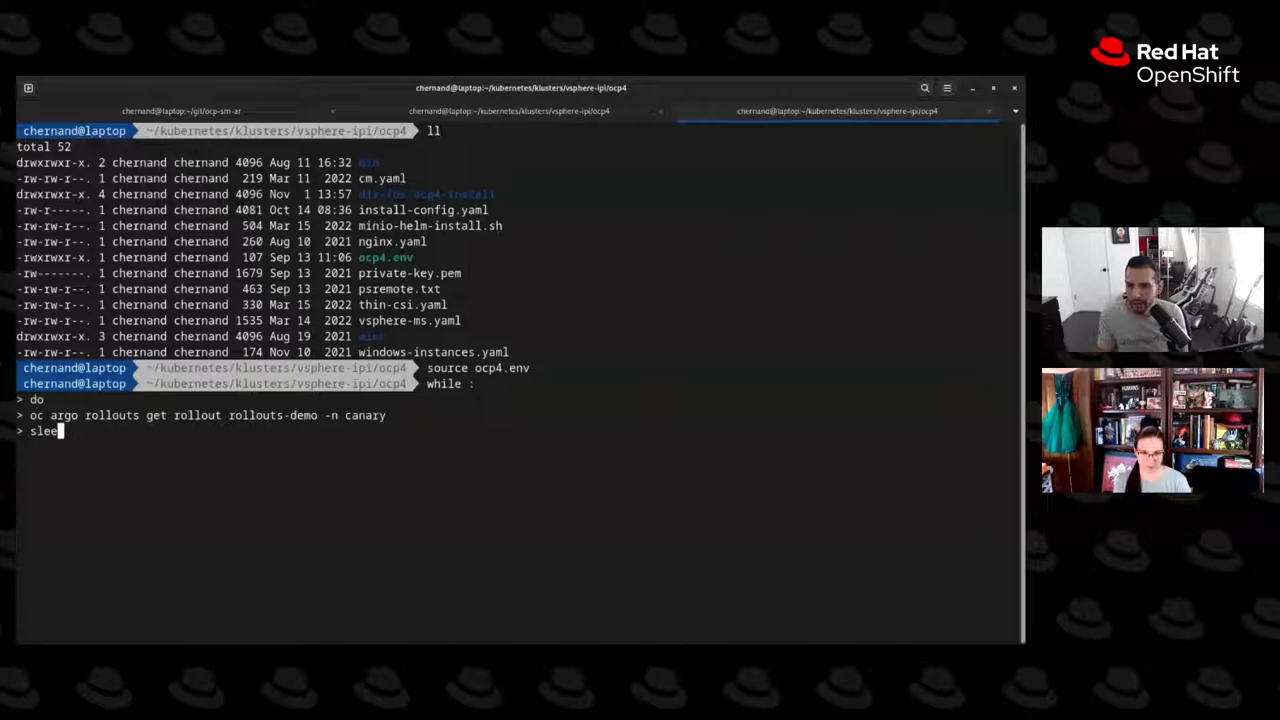 Red Hat
OpenShift
chernand@laptop:~/kubernetes/klusters/vsphere-ipi/ocp4
chernand@laptop:~/git/ocp-sm-ar
chernand@laptop:~/kubernetes/klusters/vsphere-ipi/ocp4
chernand@laptop:~/kubernetes/klusters/vsphere-ipi/ocp4
chernand@laptop ~/kubernetes/klusters/vsphere-ipi/ocp4 ll
total 52
drwxrwxr-x. 2 chernand chernand 4096 Aug 11 16:32
-rw-rw-r--. 1 chernand chernand 219 Mar 11 2022 cm.yaml
drwxrwxr-x. 4 chernand chernand 4096 Nov 1 13:57 dir-for-ocp4-install
-rw-r-----. 1 chernand chernand 4081 Oct 14 08:36 install-config.yaml
-rw-rw-r--. 1 chernand chernand 504 Mar 15 2022 minio-helm-install.sh
-rw-rw-r--. 1 chernand chernand 260 Aug 10 2021 nginx.yaml
-rwxrwxr-x. 1 chernand chernand 107 Sep 13 11:06 ocp4.env
-rw-------. 1 chernand chernand 1679 Sep 13 2021 private-key.pem
-rw-rw-r--. 1 chernand chernand 463 Sep 13 2021 psremote.txt
-rw-rw-r--. 1 chernand chernand 330 Mar 15 2022 thin-csi.yaml
-rw-rw-r--. 1 chernand chernand 1535 Mar 14 2022 vsphere-ms.yaml
drwxrwxr-x. 3 chernand chernand 4096 Aug 19 2021
-rw-rw-r--. 1 chernand chernand 174 Nov 10 2021 windows-instances.yaml
chernand@laptop ~/kubernetes/klusters/vsphere-ipi/ocp4 source ocp4.env
chernand@laptop ~/kubernetes/klusters/vsphere-ipi/ocp4 while :
> do
> oc argo rollouts get rollout rollouts-demo -n canary
> slee